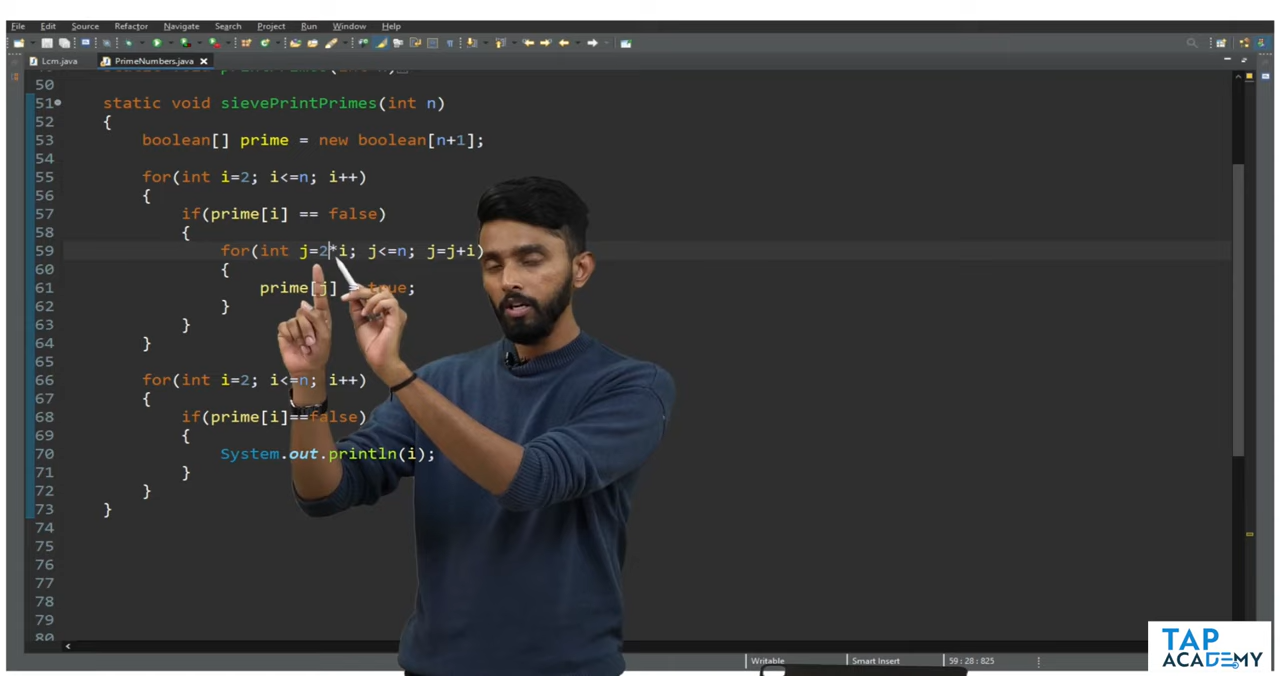 File Edit Source Refactor Navigate Search Project Run Window Help
Lcm.java PrimeNumbers.java
50
51 static void sievePrintPrimes(int n)
52 {
53 boolean[] prime = new boolean[n+1];
54
55 for(int i=2; i<=n; i++)
56 {
57 if(prime[i] == false)
58 {
59 for(int j=2*i; j<=n; j=j+i)
60 {
61 prime[j] = true;
62 }
63 }
64 }
65
66 for(int i=2; i<=n; i++)
67 {
68 if(prime[i]==false)
69 {
70 System.out.println(i);
71 }
72 }
73 }
74
75
76
77
78
79
80
Writable Smart Insert 59 : 28 : 825
TAP
ACADEMY